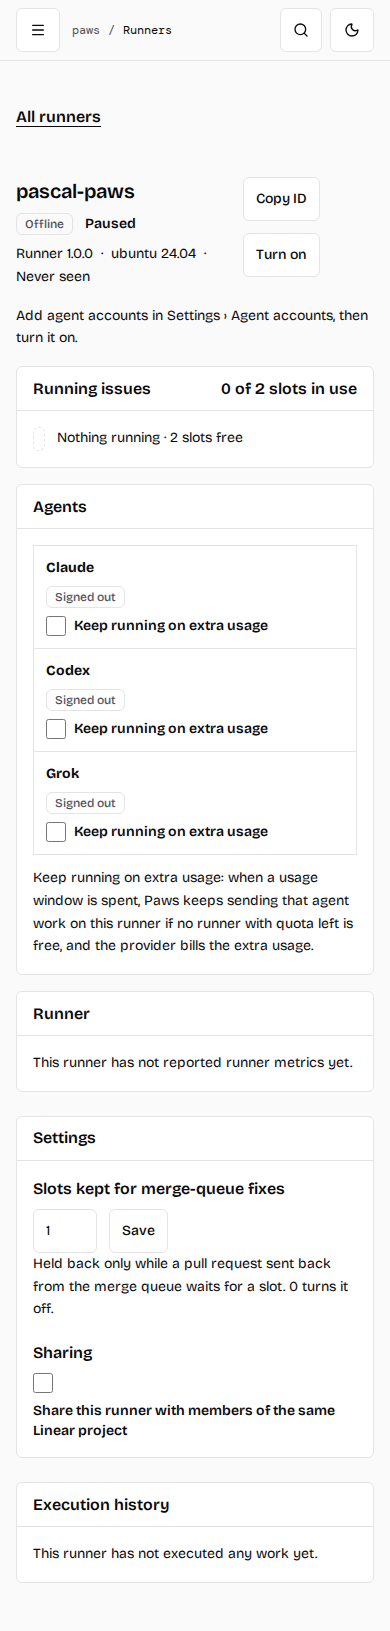 paws / Runners
All runners
pascal-paws
Copy ID
Offline Paused
Turn on
Runner 1.0.0 · ubuntu 24.04 ·
Never seen
Add agent accounts in Settings › Agent accounts, then
turn it on.
Running issues 0 of 2 slots in use
Nothing running · 2 slots free
Agents
Claude
Signed out
Keep running on extra usage
Codex
Signed out
Keep running on extra usage
Grok
Signed out
Keep running on extra usage
Keep running on extra usage: when a usage
window is spent, Paws keeps sending that agent
work on this runner if no runner with quota left is
free, and the provider bills the extra usage.
Runner
This runner has not reported runner metrics yet.
Settings
Slots kept for merge-queue fixes
1 Save
Held back only while a pull request sent back
from the merge queue waits for a slot. 0 turns it
off.
Sharing
Share this runner with members of the same
Linear project
Execution history
This runner has not executed any work yet.